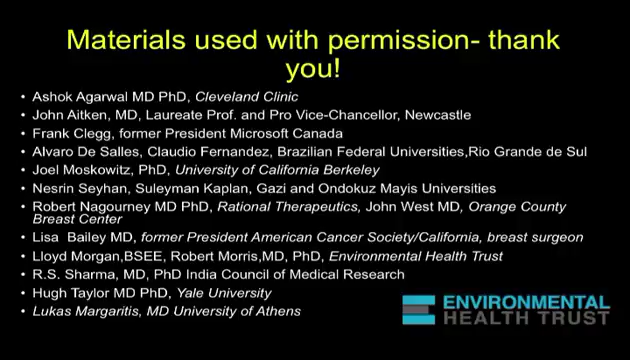 Materials used with permission- thank
you!
• Ashok Agarwal MD PhD, Cleveland Clinic
• John Aitken, MD, Laureate Prof. and Pro Vice-Chancellor, Newcastle
• Frank Clegg, former President Microsoft Canada
• Alvaro De Salles, Claudio Fernandez, Brazilian Federal Universities,Rio Grande de Sul
• Joel Moskowitz, PhD, University of California Berkeley
• Nesrin Seyhan, Suleyman Kaplan, Gazi and Ondokuz Mayis Universities
• Robert Nagourney MD PhD, Rational Therapeutics, John West MD, Orange County
Breast Center
• Lisa Bailey MD, former President American Cancer Society/California, breast surgeon
• Lloyd Morgan,BSEE, Robert Morris,MD, PhD, Environmental Health Trust
• R.S. Sharma, MD, PhD India Council of Medical Research
• Hugh Taylor MD PhD, Yale University
• Lukas Margaritis, MD University of Athens
ENVIRONMENTAL
HEALTH TRUST